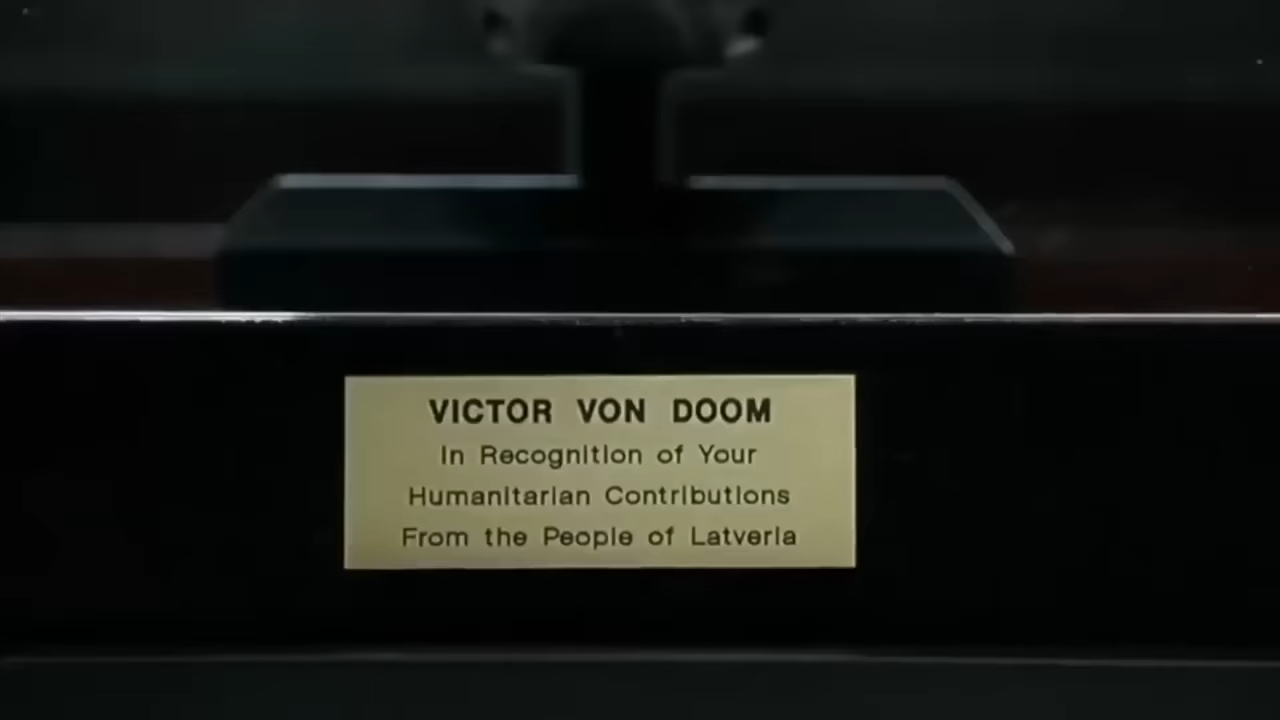 VICTOR VON DOOM
In Recognition of Your
Humanitarian Contributions
From the People of Latveria